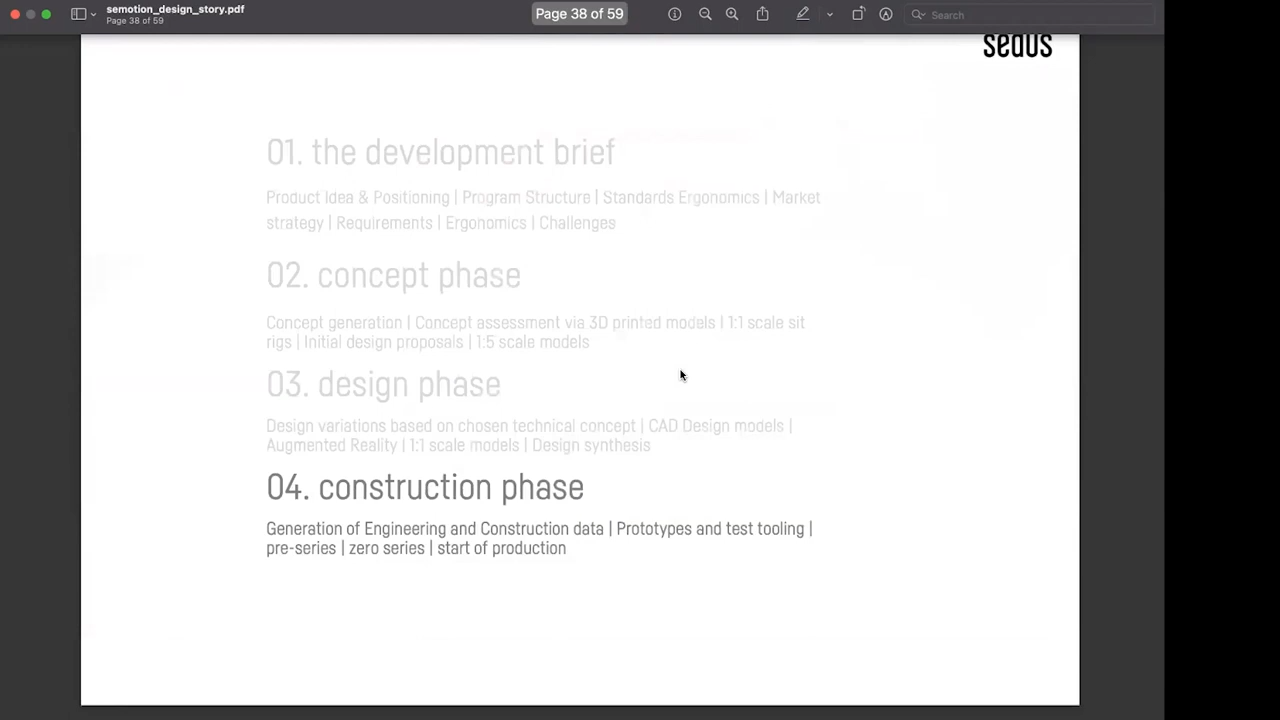 semotion_design_story.pdf
Page 38 of 59
Page 38 of 59
Search
sedus
01. the development brief
Product Idea & Positioning | Program Structure | Standards Ergonomics | Market
strategy | Requirements | Ergonomics | Challenges
02. concept phase
Concept generation | Concept assessment via 3D printed models | 1:1 scale sit
rigs | Initial design proposals | 1:5 scale models
03. design phase
Design variations based on chosen technical concept | CAD Design models |
Augmented Reality | 1:1 scale models | Design synthesis
04. construction phase
Generation of Engineering and Construction data | Prototypes and test tooling |
pre-series | zero series | start of production